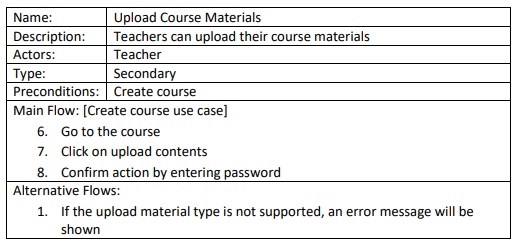 Name: Upload Course Materials
Description: Teachers can upload their course materials
Actors: Teacher
Type: Secondary
Preconditions: Create course
Main Flow: [Create course use case]
6. Go to the course
7. Click on upload contents
8. Confirm action by entering password
Alternative Flows:
1. If the upload material type is not supported, an error message will be
shown